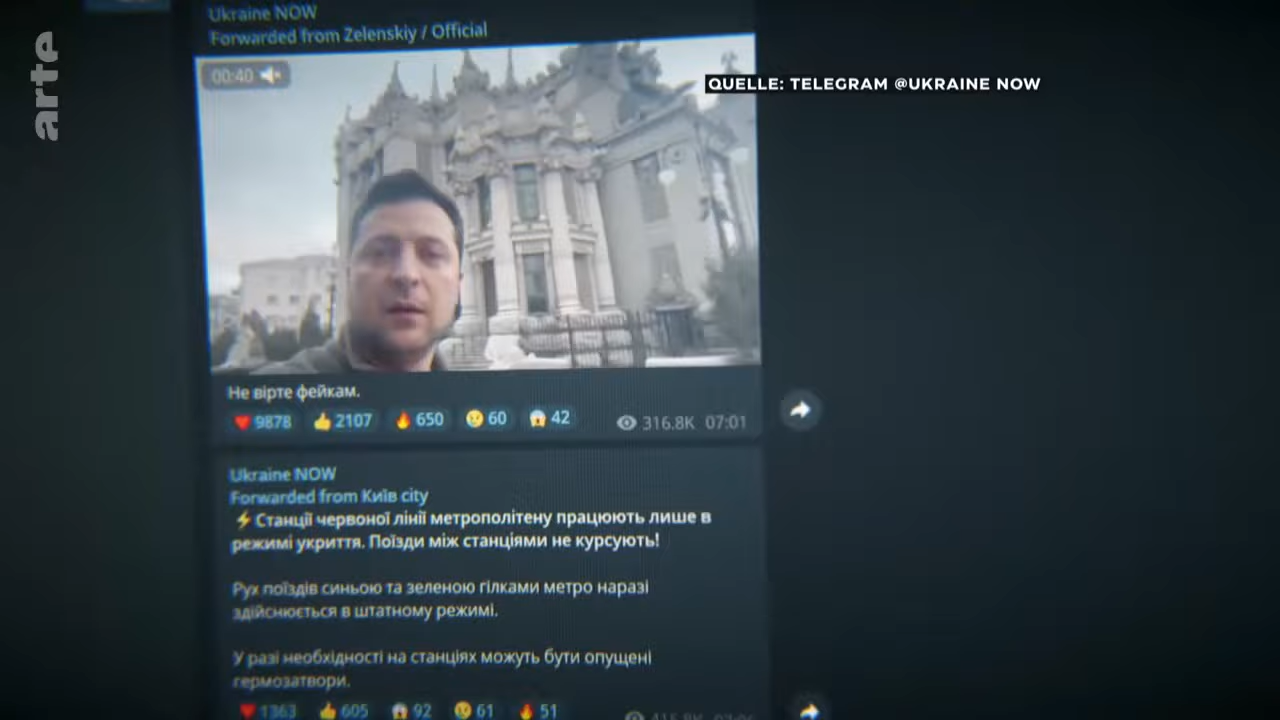 Ukraine NOW
Forwarded from Zelenskiy / Official
arte
00:40
QUELLE: TELEGRAM @UKRAINE NOW
Не вірте фейкам.
9878 2107 650 60 42 316.8K 07:01
Ukraine NOW
Forwarded from Київ city
⚡Станції червоної лінії метрополітену працюють лише в
режимі укриття. Поїзди між станціями не курсують!
Рух поїздів синьою та зеленою гілками метро наразі
здійснюється в штатному режимі.
У разі необхідності на станціях можуть бути опущені
гермозатвори.
1363 605 92 61 51